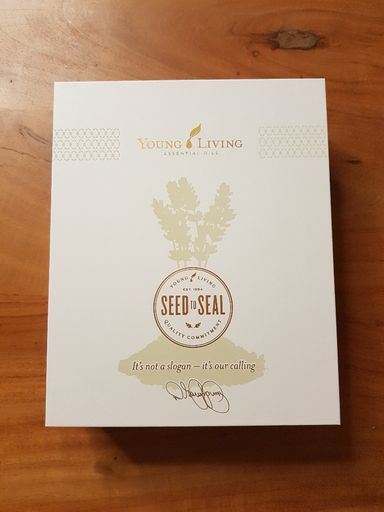 YOUNG LIVING
ESSENTIAL OILS
YOUNG LIVING
EST. 1994
SEED TO SEAL
QUALITY COMMITMENT
It's not a slogan — it's our calling